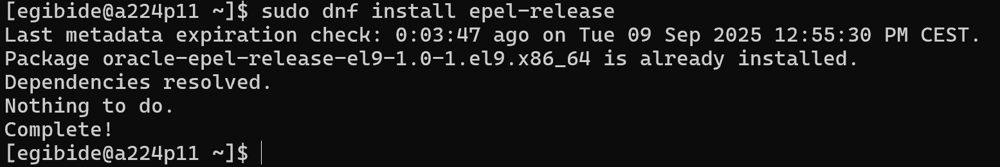 [egibide@a224p11 ~]$ sudo dnf install epel-release
Last metadata expiration check: 0:03:47 ago on Tue 09 Sep 2025 12:55:30 PM CEST.
Package oracle-epel-release-el9-1.0-1.el9.x86_64 is already installed.
Dependencies resolved.
Nothing to do.
Complete!
[egibide@a224p11 ~]$